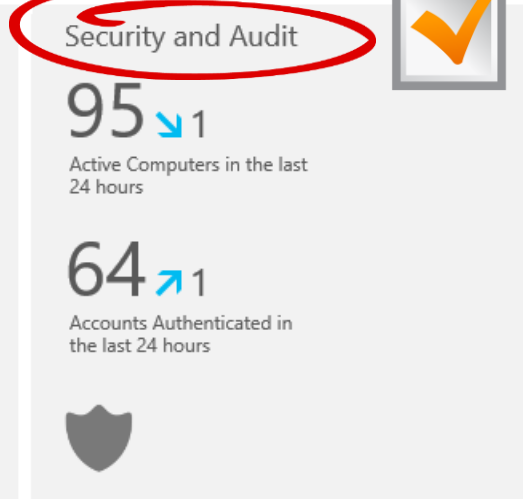 Security and Audit
95 1
Active Computers in the last
24 hours
64 1
Accounts Authenticated in
the last 24 hours